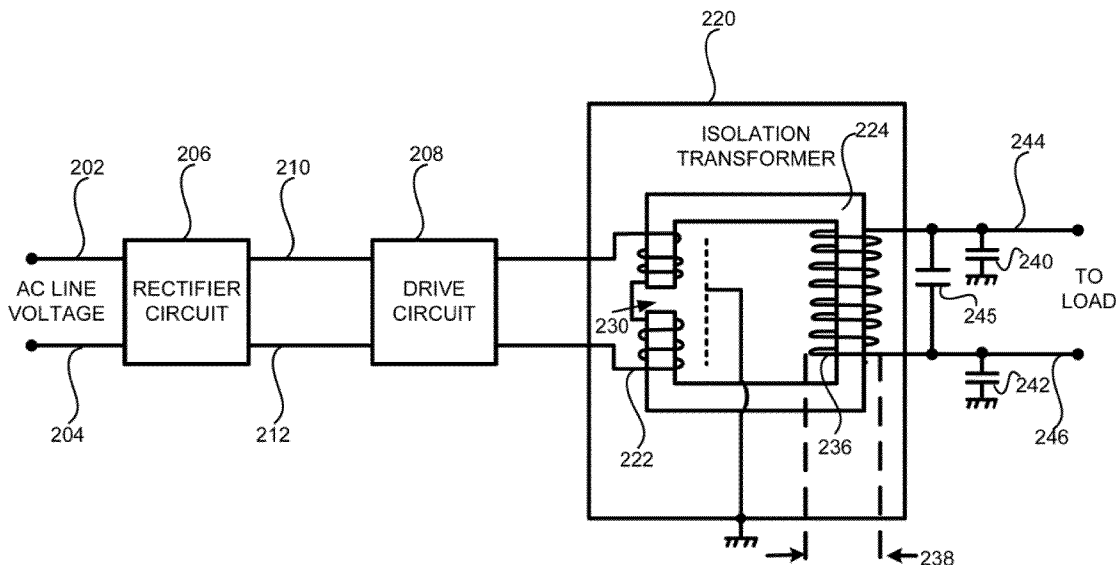 220
ISOLATION
TRANSFORMER
224
202
206
210
208
244
AC LINE
VOLTAGE
RECTIFIER
CIRCUIT
DRIVE
CIRCUIT
230
240
TO
LOAD
245
242
204
212
222
236
246
238